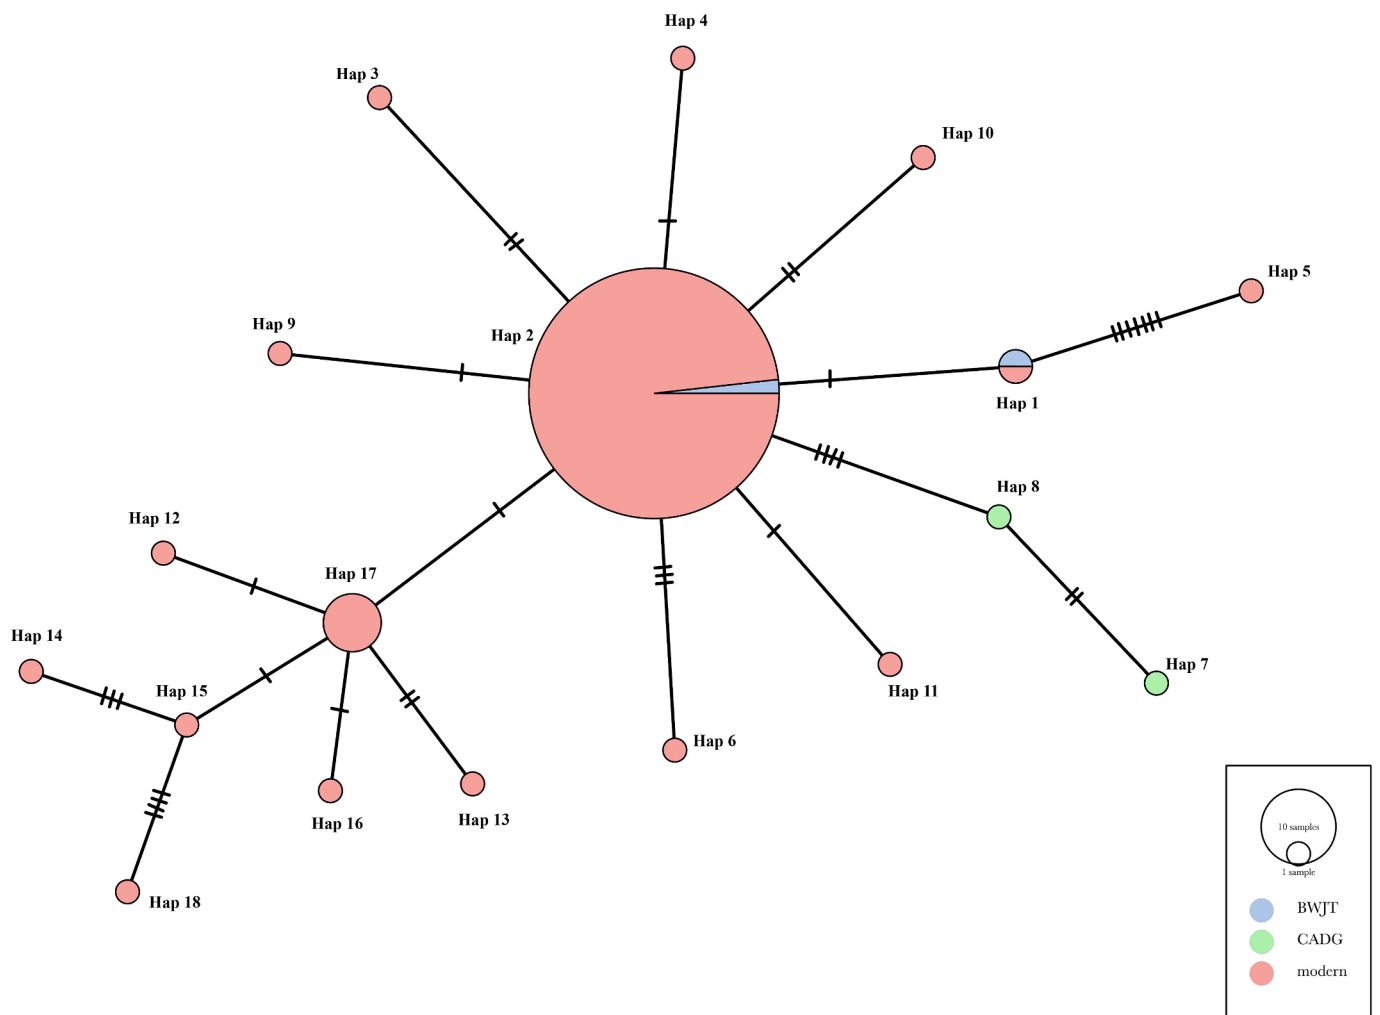 Hap 4
Hap 3
Hap 10
Hap 5
Hap 9
Hap 2
Hap 1
Hap 8
Hap 12
Hap 17
Hap 14
Hap 15
Hap 7
Hap 11
Hap 6
Hap 16
Hap 13
Hap 18
10 samples
1 sample
BWJT
CADG
modern